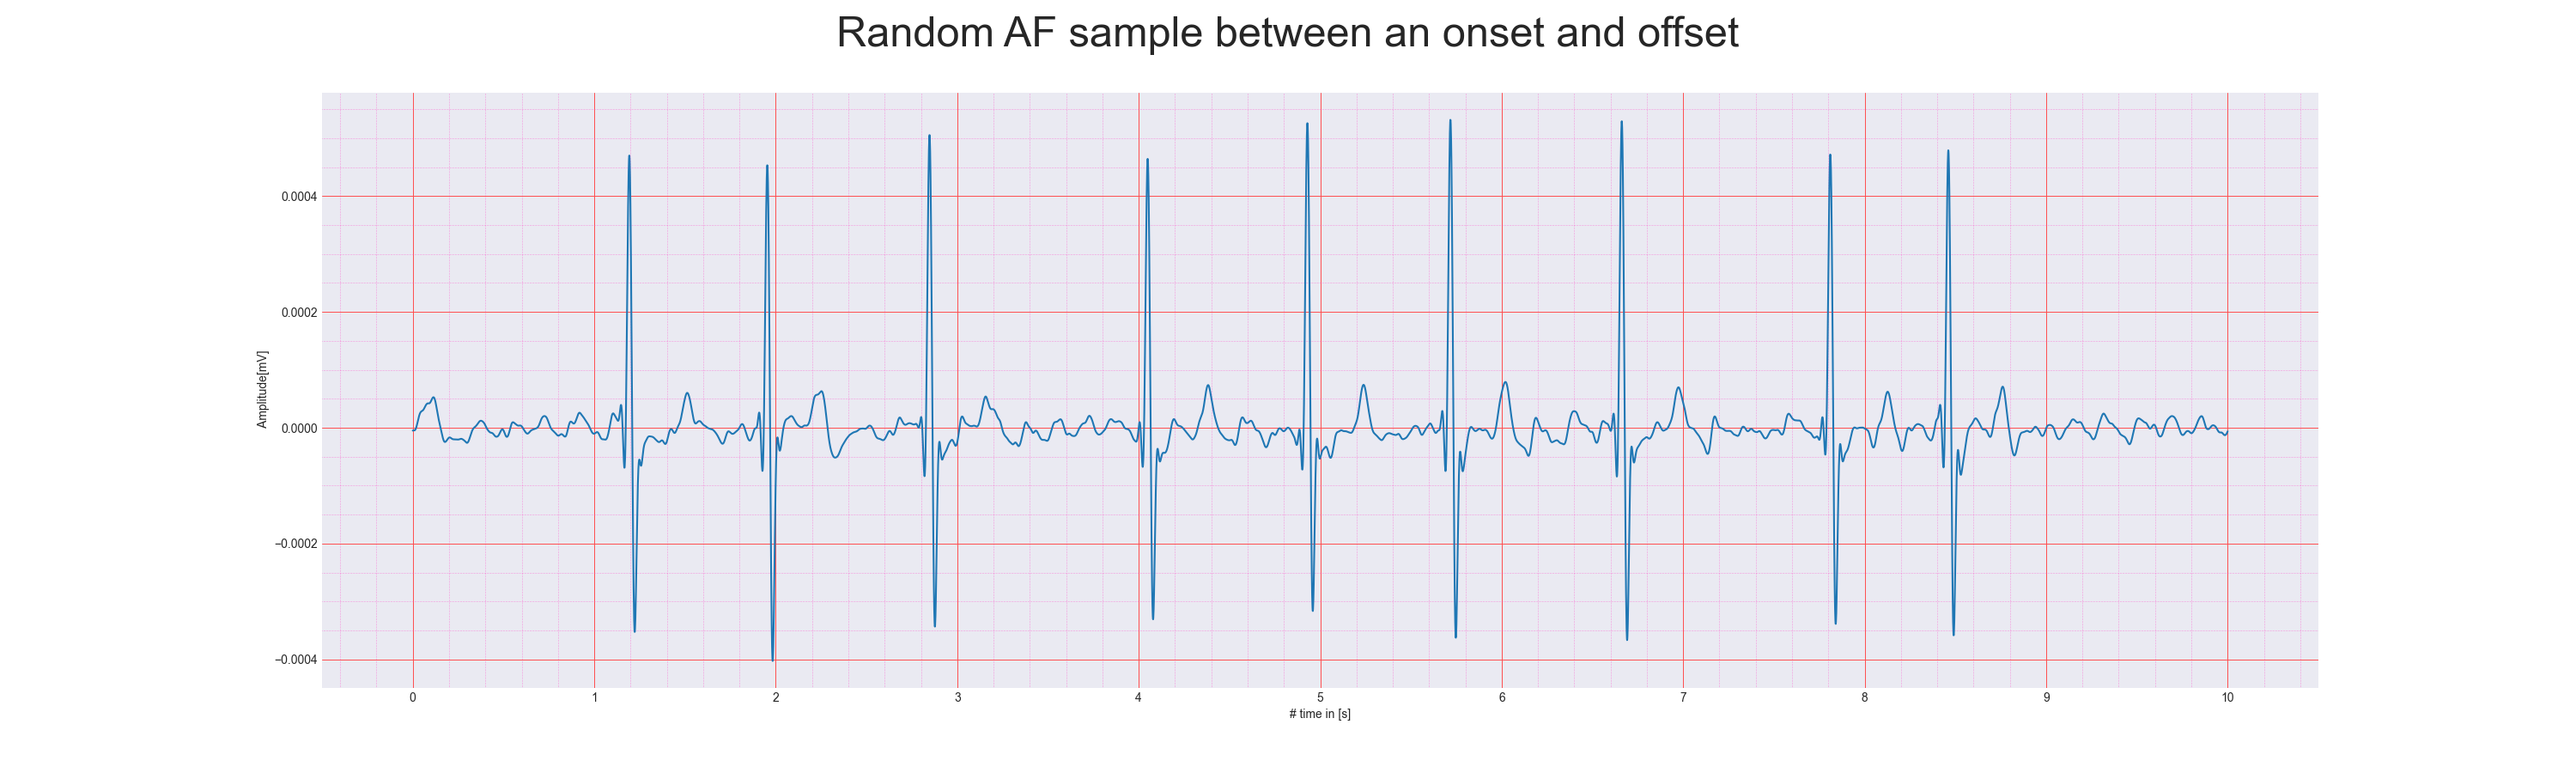 Random AF sample between an onset and offset
0.0004
0.0002
0.0000
−0.0002
−0.0004
Amplitude[mV]
0 1 2 3 4 5 6 7 8 9 10
# time in [s]